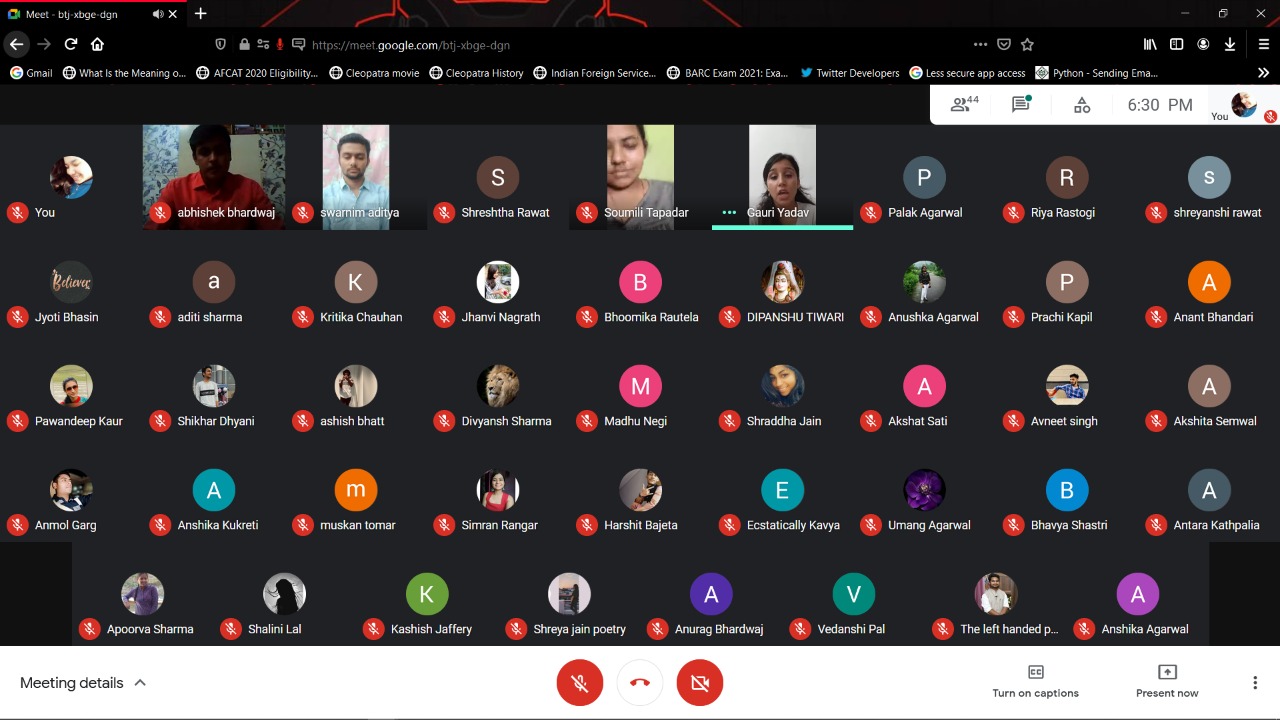 Meet - btj-xbge-dgn
https://meet.google.com/btj-xbge-dgn
Gmail What Is the Meaning o... AFCAT 2020 Eligibility... Cleopatra movie Cleopatra History Indian Foreign Service... BARC Exam 2021: Exa... Twitter Developers Less secure app access Python - Sending Ema...
44 6:30 PM You
S P R s
You abhishek bhardwaj swarnim aditya Shreshtha Rawat Soumili Tapadar Gauri Yadav Palak Agarwal Riya Rastogi shreyanshi rawat
Believer a K B P A
Jyoti Bhasin aditi sharma Kritika Chauhan Jhanvi Nagrath Bhoomika Rautela DIPANSHU TIWARI Anushka Agarwal Prachi Kapil Anant Bhandari
M A A
Pawandeep Kaur Shikhar Dhyani ashish bhatt Divyansh Sharma Madhu Negi Shraddha Jain Akshat Sati Avneet singh Akshita Semwal
A m E B A
Anmol Garg Anshika Kukreti muskan tomar Simran Rangar Harshit Bajeta Ecstatically Kavya Umang Agarwal Bhavya Shastri Antara Kathpalia
K A V A
Apoorva Sharma Shalini Lal Kashish Jaffery Shreya jain poetry Anurag Bhardwaj Vedanshi Pal The left handed p... Anshika Agarwal
Meeting details Turn on captions Present now